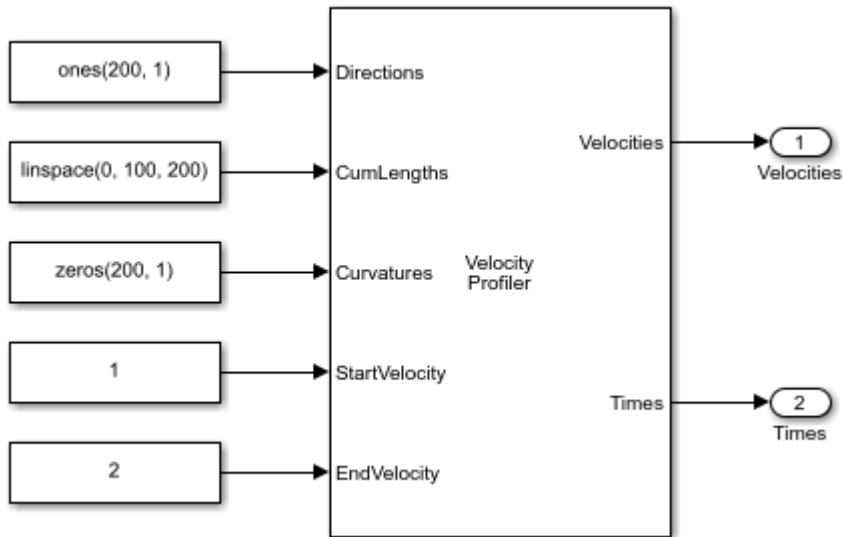 ones(200, 1)
Directions
linspace(0, 100, 200)
CumLengths
zeros(200, 1)
Curvatures
1
StartVelocity
2
EndVelocity
Velocity
Profiler
Velocities
1
Velocities
Times
2
Times